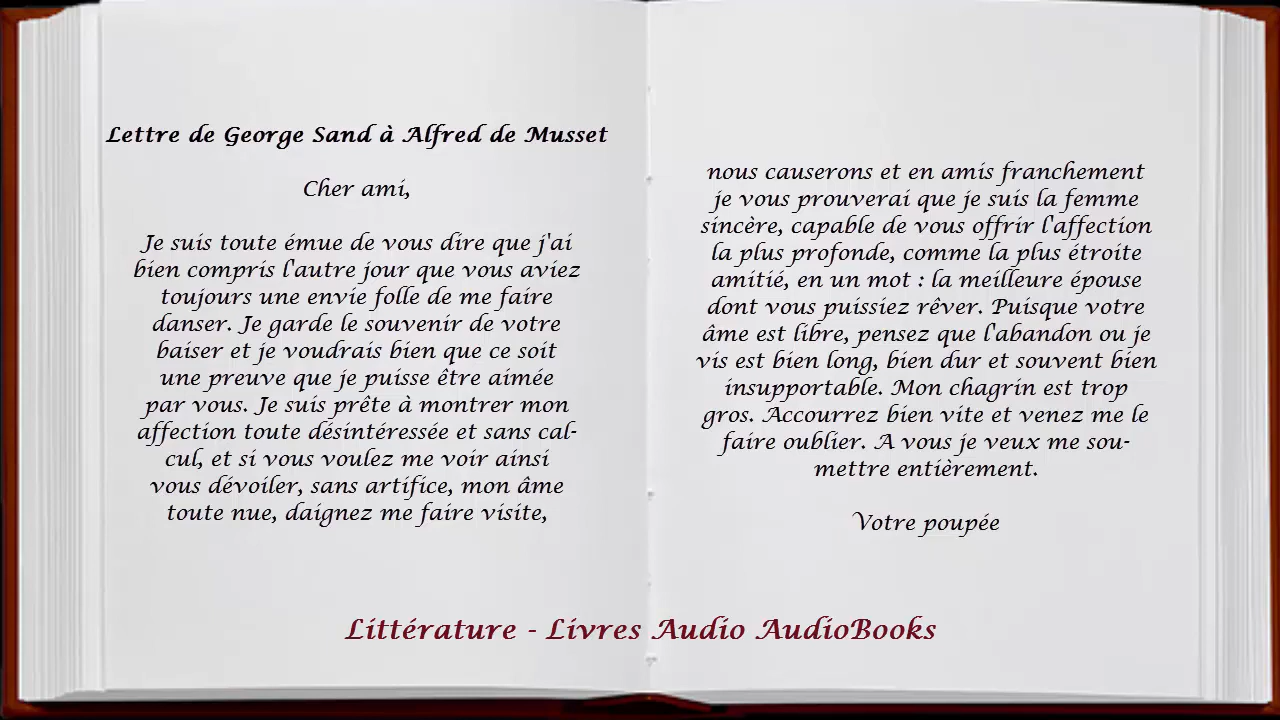 Lettre de George Sand à Alfred de Musset
Cher ami,
Je suis toute émue de vous dire que j'ai
bien compris l'autre jour que vous aviez
toujours une envie folle de me faire
danser. Je garde le souvenir de votre
baiser et je voudrais bien que ce soit
une preuve que je puisse être aimée
par vous. Je suis prête à montrer mon
affection toute désintéressée et sans cal-
cul, et si vous voulez me voir ainsi
vous dévoiler, sans artifice, mon âme
toute nue, daignez me faire visite,
nous causerons et en amis franchement
je vous prouverai que je suis la femme
sincère, capable de vous offrir l'affection
la plus profonde, comme la plus étroite
amitié, en un mot : la meilleure épouse
dont vous puissiez rêver. Puisque votre
âme est libre, pensez que l'abandon ou je
vis est bien long, bien dur et souvent bien
insupportable. Mon chagrin est trop
gros. Accourrez bien vite et venez me le
faire oublier. A vous je veux me sou-
mettre entièrement.
Votre poupée
Littérature - Livres Audio AudioBooks